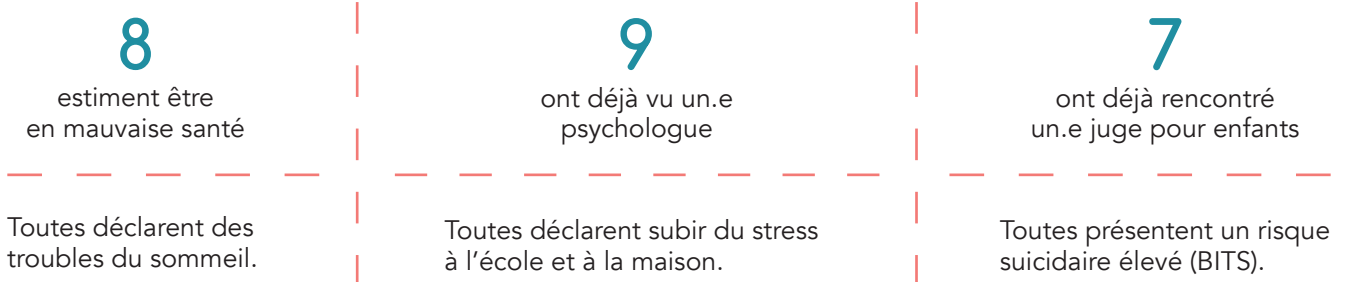 8
estiment être
en mauvaise santé
9
ont déjà vu un.e
psychologue
7
ont déjà rencontré
un.e juge pour enfants
Toutes déclarent des
troubles du sommeil.
Toutes déclarent subir du stress
à l'école et à la maison.
Toutes présentent un risque
suicidaire élevé (BITS).